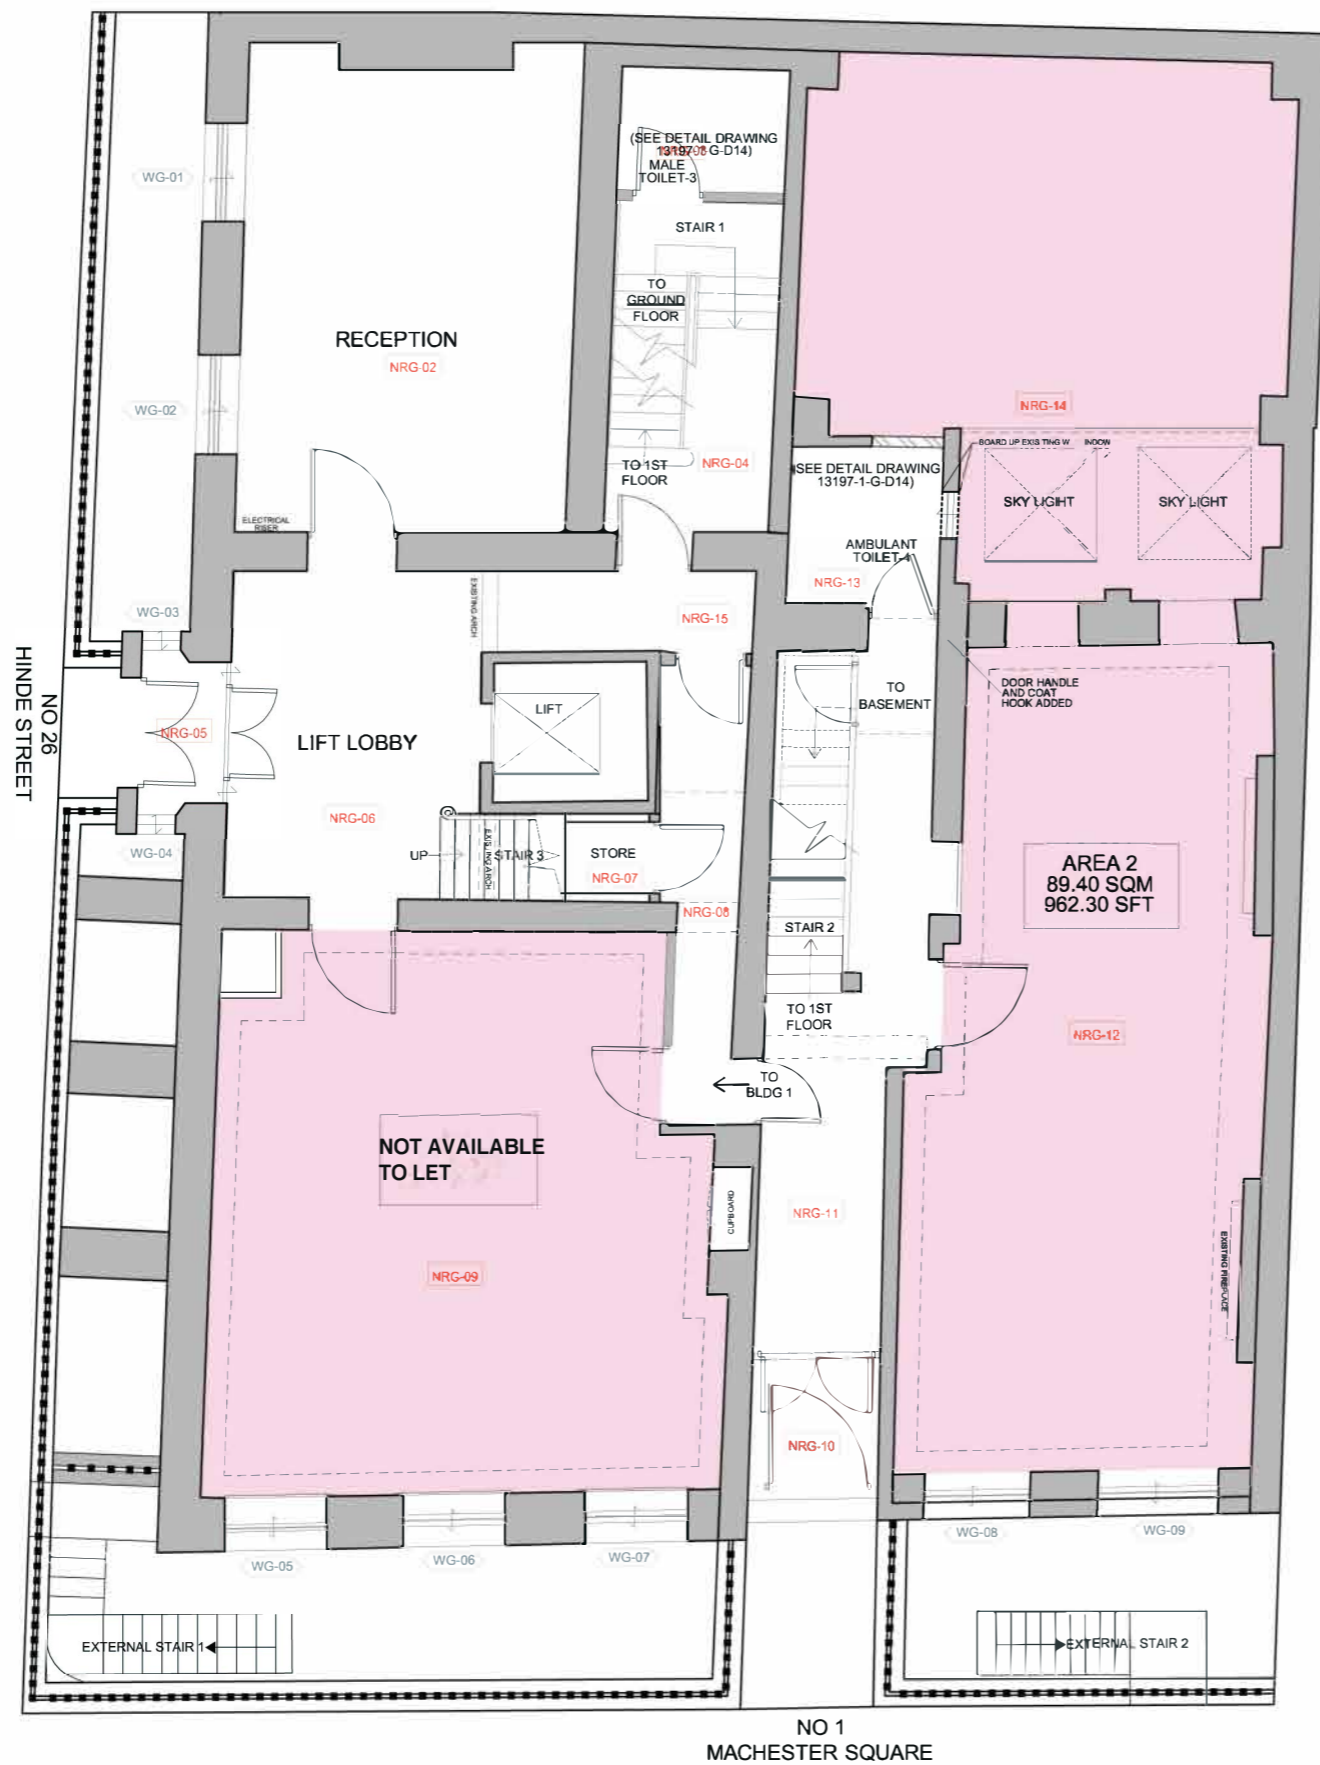 (SEE DETAIL DRAWING
13197-1-G-D14)
MALE
TOILET-3
WG-01
STAIR 1
TO
GROUND
FLOOR
RECEPTION
NRG-02
WG-02
NRG-14
TO 1ST
FLOOR
NRG-04
BOARD UP EXISTING WINDOW
(SEE DETAIL DRAWING
13197-1-G-D14)
SKY LIGHT
SKY LIGHT
ELECTRICAL
RISER
AMBULANT
TOILET-4
NRG-13
EXISTING ARCH
WG-03
NRG-15
NO 26
HINDE STREET
DOOR HANDLE
AND COAT
HOOK ADDED
TO
BASEMENT
LIFT
NRG-05
LIFT LOBBY
NRG-06
WG-04
UP
STAIR 3
EXISTING ARCH
STORE
NRG-07
AREA 2
89.40 SQM
962.30 SFT
NRG-08
STAIR 2
TO 1ST
FLOOR
NRG-12
TO
BLDG 1
NOT AVAILABLE
TO LET
CUPBOARD
NRG-11
NRG-09
EXISTING FIREPLACE
NRG-10
WG-05
WG-06
WG-07
WG-08
WG-09
EXTERNAL STAIR 1
EXTERNAL STAIR 2
NO 1
MACHESTER SQUARE